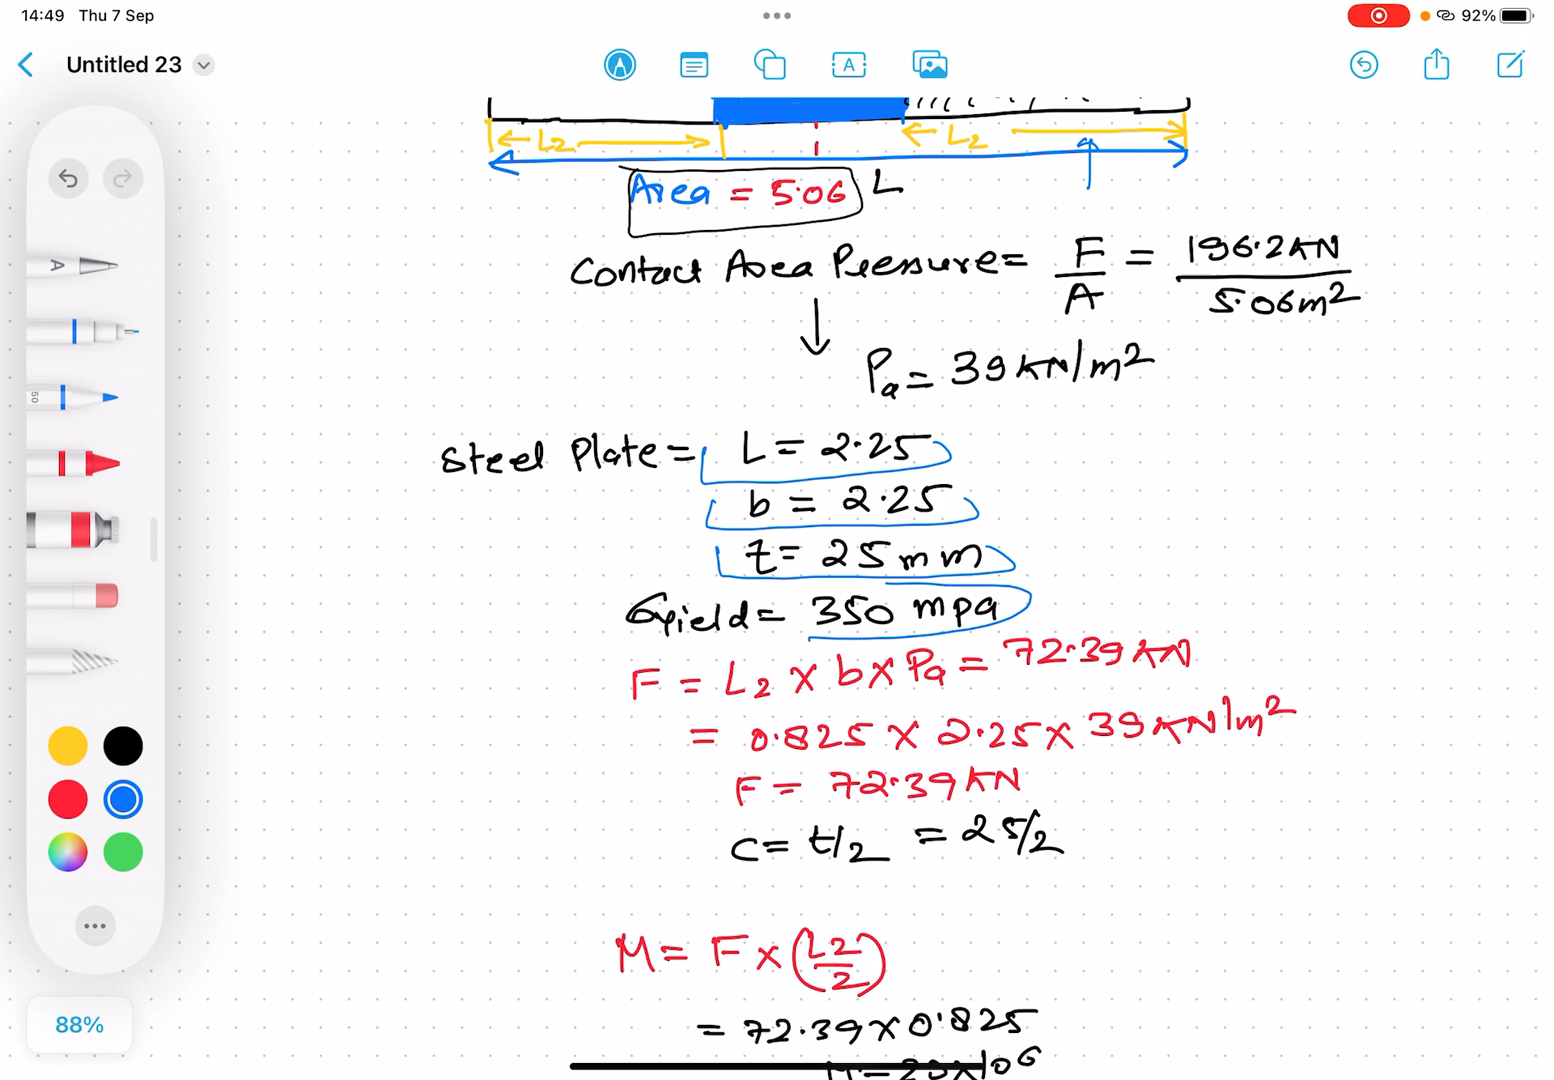 14:49 Thu 7 Sep
92%
Untitled 23
A
L2
L2
Area = 5.06
L
Contact Area Pressure = F/A = 196.2 kN / 5.06 m²
Pa = 39 kN/m²
Steel Plate = L = 2.25
b = 2.25
t = 25 mm
σyield = 350 mpa
F = L2 × b × Pa = 72.39 kN
= 0.825 × 2.25 × 39 kN/m²
F = 72.39 kN
C = t/2 = 25/2
M = F × (L2/2)
= 72.39 × 0.825
A
50
88%